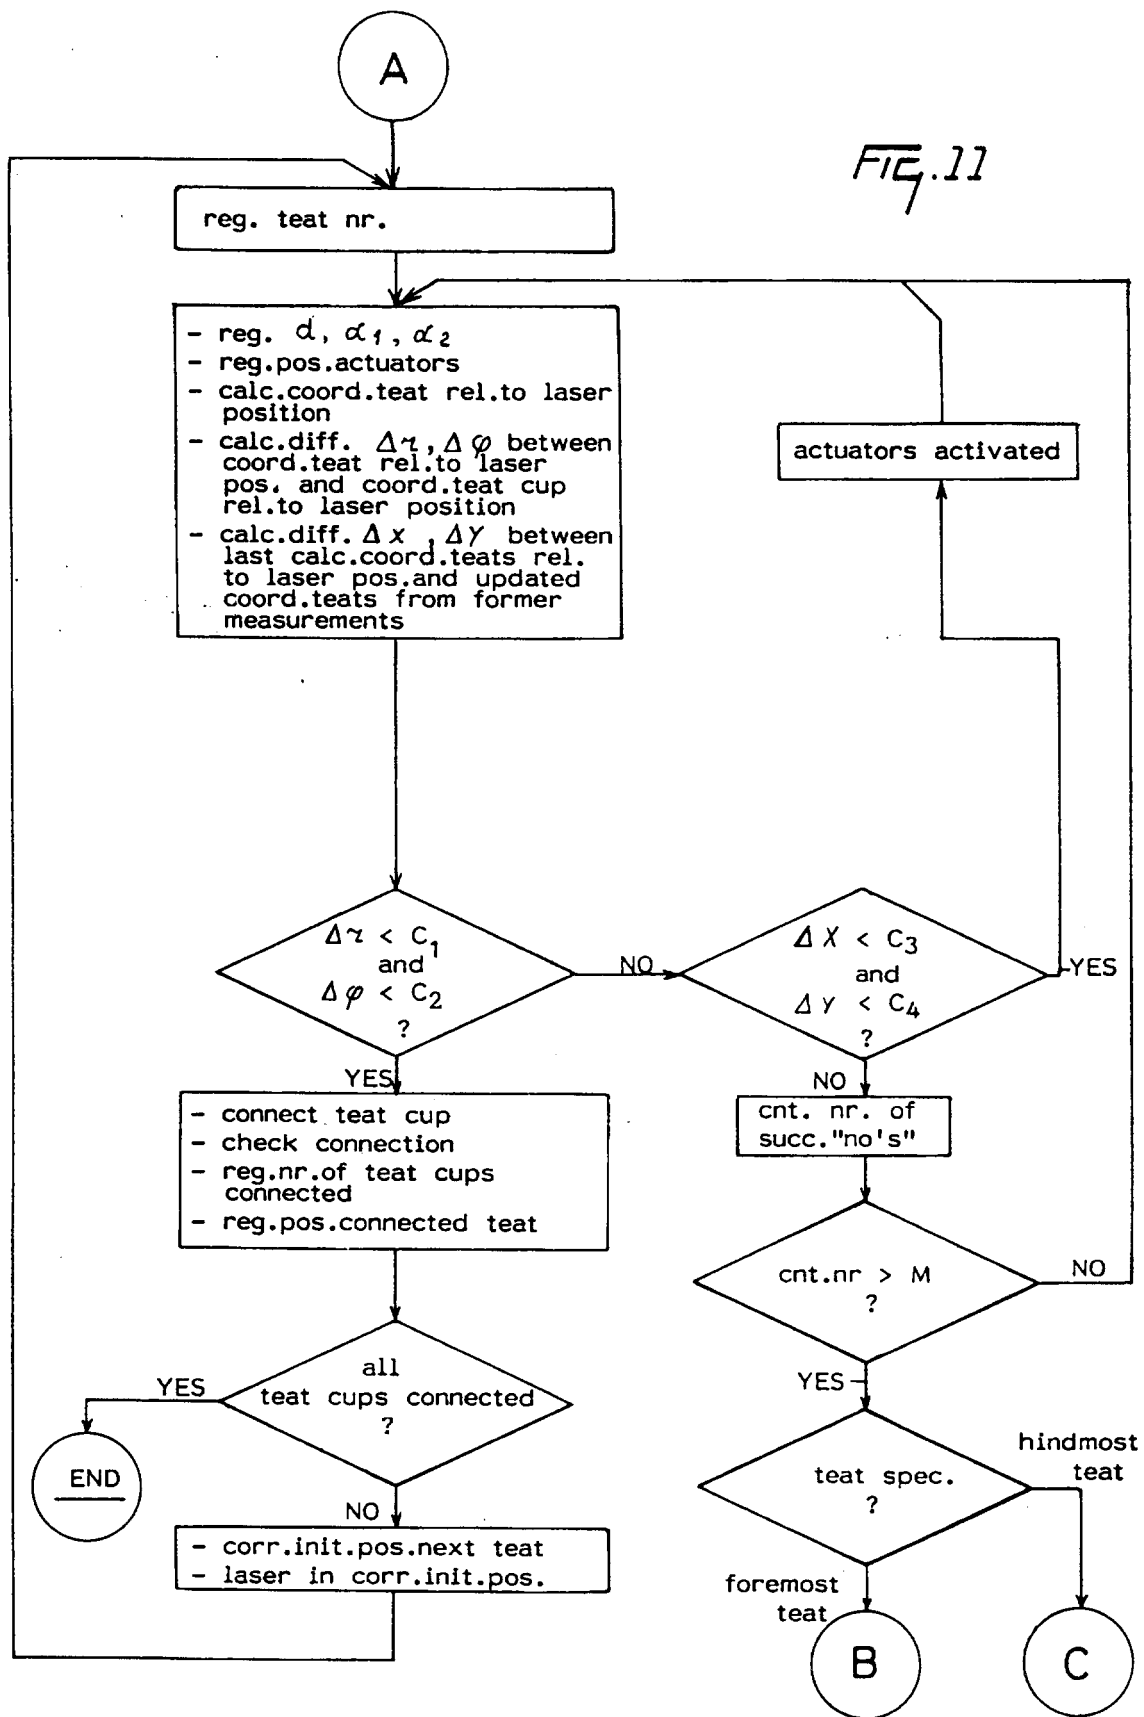 A
FIG.11
reg. teat nr.
- reg. d, α1, α2
- reg.pos.actuators
- calc.coord.teat rel.to laser
position
- calc.diff. Δr, Δφ between
coord.teat rel.to laser
pos. and coord.teat cup
rel.to laser position
- calc.diff. Δx, Δy between
last calc.coord.teats rel.
to laser pos.and updated
coord.teats from former
measurements
actuators activated
Δr < C1
and
Δφ < C2
?
NO
ΔX < C3
and
Δy < C4
?
YES
YES
NO
- connect teat cup
- check connection
- reg.nr.of teat cups
connected
- reg.pos.connected teat
cnt. nr. of
succ."no's"
cnt.nr > M
?
NO
YES
all
teat cups connected
?
YES
END
NO
- corr.init.pos.next teat
- laser in corr.init.pos.
teat spec.
?
hindmost
teat
foremost
teat
B
C